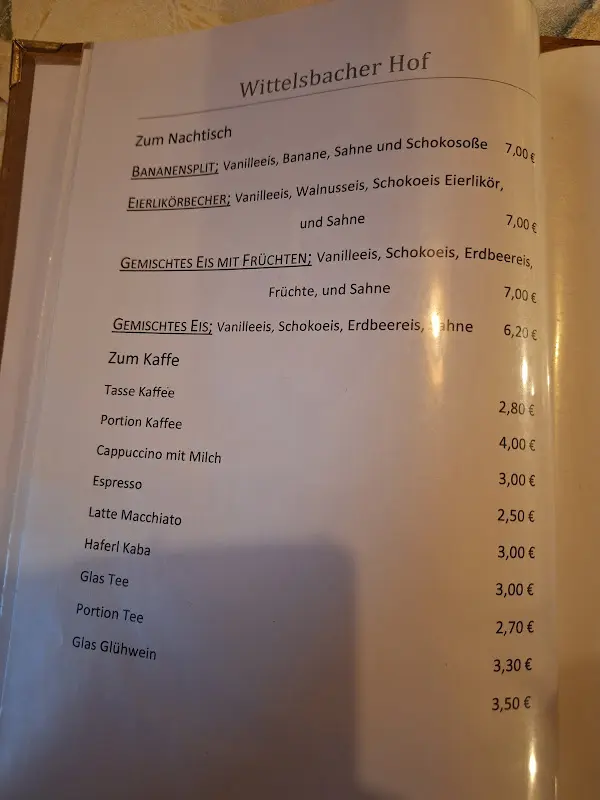 Wittelsbacher Hof
Zum Nachtisch
BANANENSPLIT; Vanilleeis, Banane, Sahne und Schokosoße 7,00 €
EIERLIKÖRBECHER; Vanilleeis, Walnusseis, Schokoeis Eierlikör,
und Sahne 7,00 €
GEMISCHTES EIS MIT FRÜCHTEN; Vanilleeis, Schokoeis, Erdbeereis,
Früchte, und Sahne 7,00 €
GEMISCHTES EIS; Vanilleeis, Schokoeis, Erdbeereis, Sahne 6,20 €
Zum Kaffe
Tasse Kaffee 2,80 €
Portion Kaffee 4,00 €
Cappuccino mit Milch 3,00 €
Espresso 2,50 €
Latte Macchiato 3,00 €
Haferl Kaba 3,00 €
Glas Tee 2,70 €
Portion Tee 3,30 €
Glas Glühwein 3,50 €